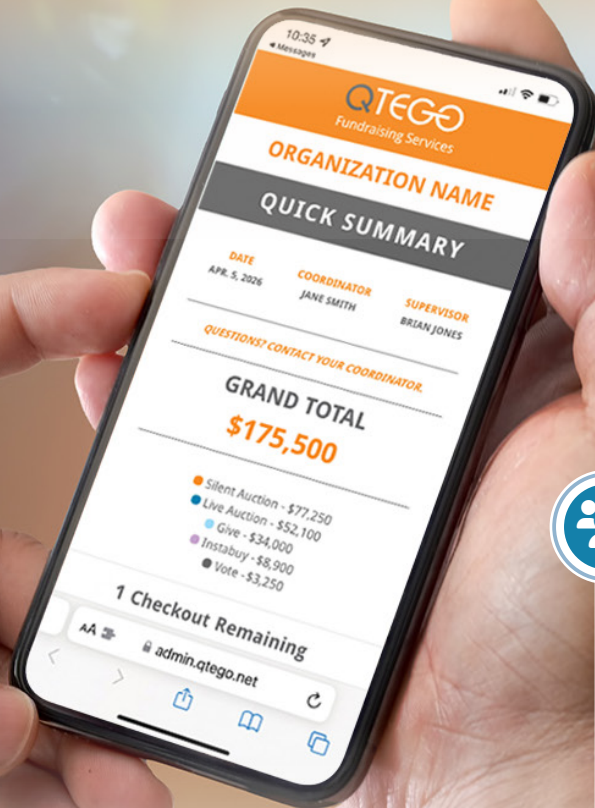 10:35
Messages
QTEGO
Fundraising Services
ORGANIZATION NAME
QUICK SUMMARY
DATE
APR. 5, 2026
COORDINATOR
JANE SMITH
SUPERVISOR
BRIAN JONES
QUESTIONS? CONTACT YOUR COORDINATOR.
GRAND TOTAL
$175,500
Silent Auction - $77,250
Live Auction - $52,100
Give - $34,000
Instabuy - $8,900
Vote - $3,250
1 Checkout Remaining
AA
admin.qtego.net